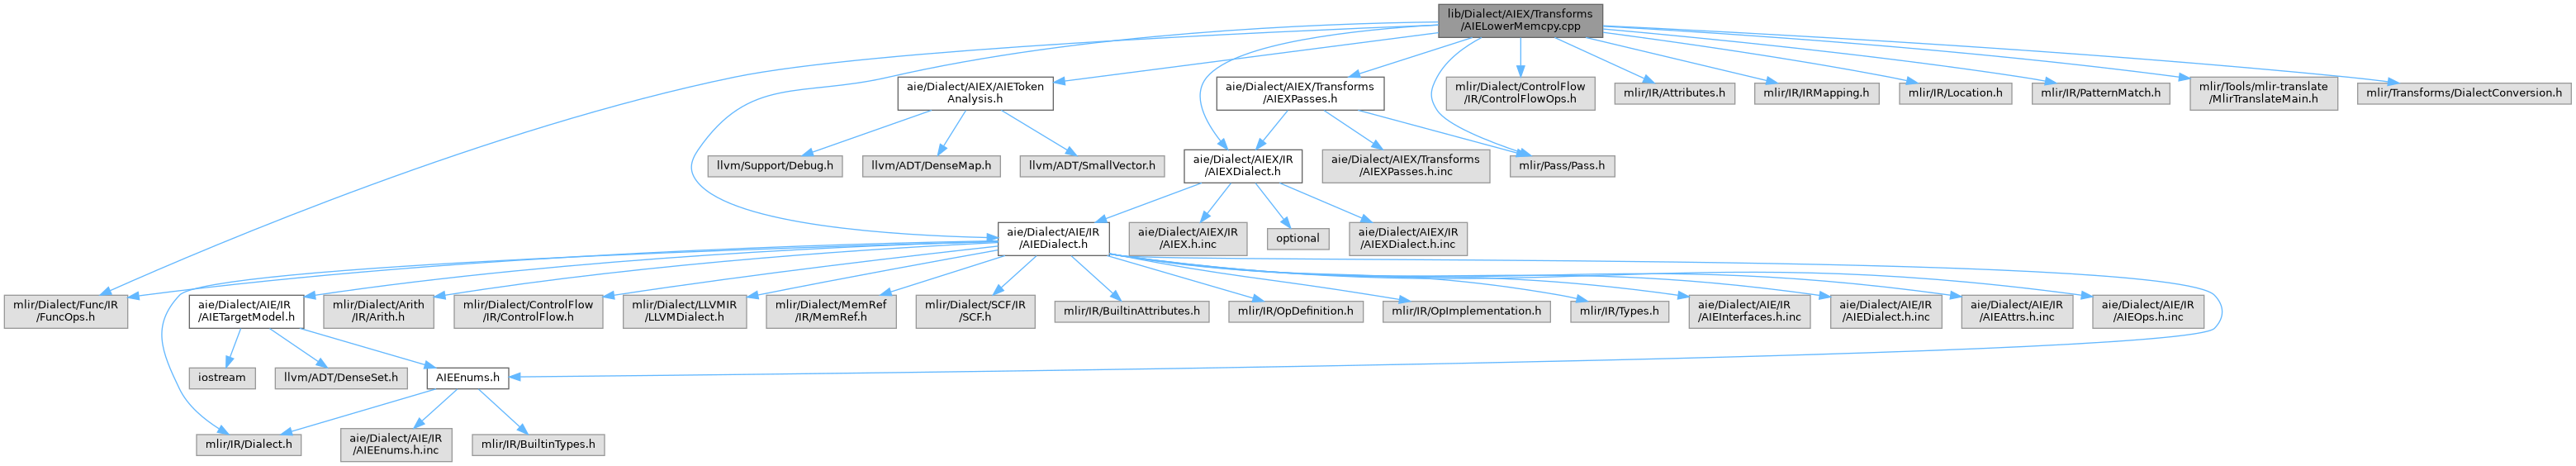 lib/Dialect/AIEX/Transforms
/AIELowerMemcpy.cpp
aie/Dialect/AIEX/AIEToken
Analysis.h
aie/Dialect/AIEX/Transforms
/AIEXPasses.h
mlir/Dialect/ControlFlow
/IR/ControlFlowOps.h
mlir/IR/Attributes.h
mlir/IR/IRMapping.h
mlir/IR/Location.h
mlir/IR/PatternMatch.h
mlir/Tools/mlir-translate
/MlirTranslateMain.h
mlir/Transforms/DialectConversion.h
llvm/Support/Debug.h
llvm/ADT/DenseMap.h
llvm/ADT/SmallVector.h
aie/Dialect/AIEX/IR
/AIEXDialect.h
aie/Dialect/AIEX/Transforms
/AIEXPasses.h.inc
mlir/Pass/Pass.h
aie/Dialect/AIE/IR
/AIEDialect.h
aie/Dialect/AIEX/IR
/AIEX.h.inc
optional
aie/Dialect/AIEX/IR
/AIEXDialect.h.inc
mlir/Dialect/Func/IR
/FuncOps.h
aie/Dialect/AIE/IR
/AIETargetModel.h
mlir/Dialect/Arith
/IR/Arith.h
mlir/Dialect/ControlFlow
/IR/ControlFlow.h
mlir/Dialect/LLVMIR
/LLVMDialect.h
mlir/Dialect/MemRef
/IR/MemRef.h
mlir/Dialect/SCF/IR
/SCF.h
mlir/IR/BuiltinAttributes.h
mlir/IR/OpDefinition.h
mlir/IR/OpImplementation.h
mlir/IR/Types.h
aie/Dialect/AIE/IR
/AIEInterfaces.h.inc
aie/Dialect/AIE/IR
/AIEDialect.h.inc
aie/Dialect/AIE/IR
/AIEAttrs.h.inc
aie/Dialect/AIE/IR
/AIEOps.h.inc
iostream
llvm/ADT/DenseSet.h
AIEEnums.h
mlir/IR/Dialect.h
aie/Dialect/AIE/IR
/AIEEnums.h.inc
mlir/IR/BuiltinTypes.h